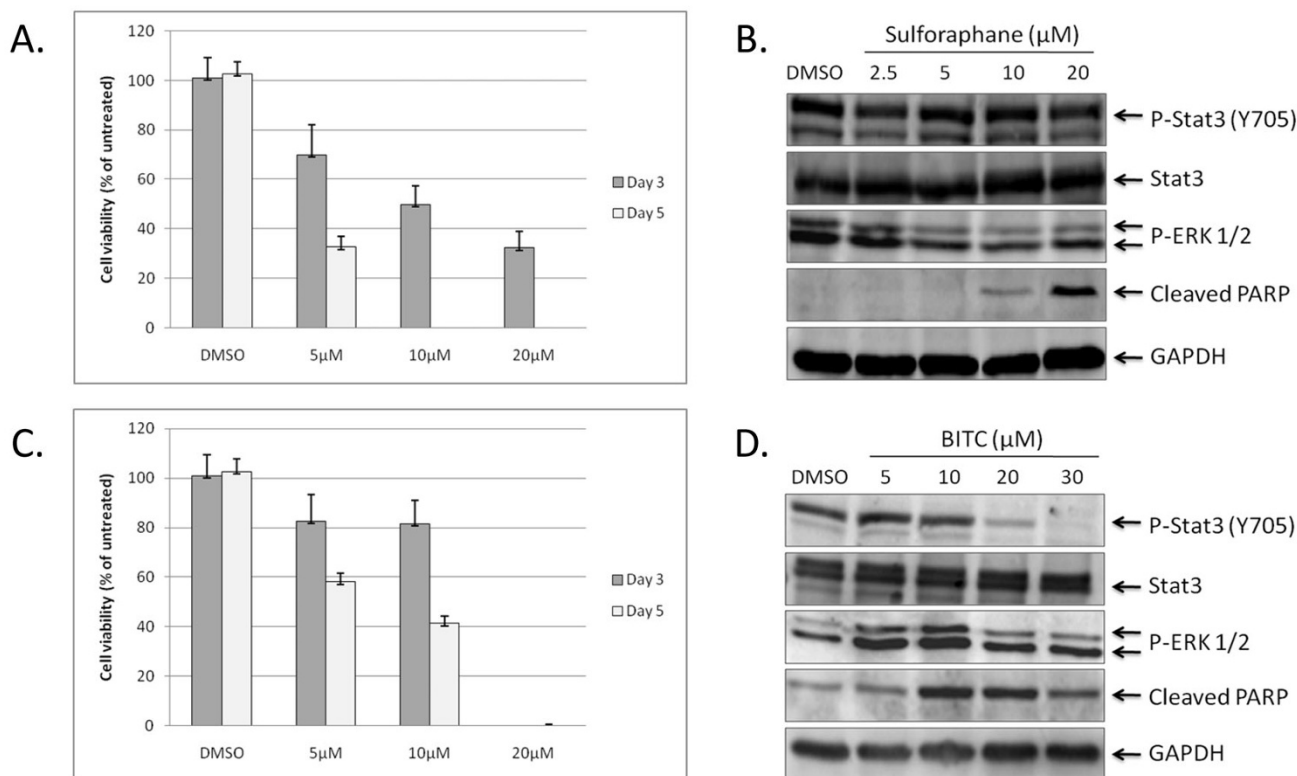 A.
Cell viability (% of untreated)
120
100
80
60
40
20
0
DMSO 5µM 10µM 20µM
Day 3
Day 5
B.
Sulforaphane (µM)
DMSO 2.5 5 10 20
P-Stat3 (Y705)
Stat3
P-ERK 1/2
Cleaved PARP
GAPDH
C.
Cell viability (% of untreated)
120
100
80
60
40
20
0
DMSO 5µM 10µM 20µM
Day 3
Day 5
D.
BITC (µM)
DMSO 5 10 20 30
P-Stat3 (Y705)
Stat3
P-ERK 1/2
Cleaved PARP
GAPDH